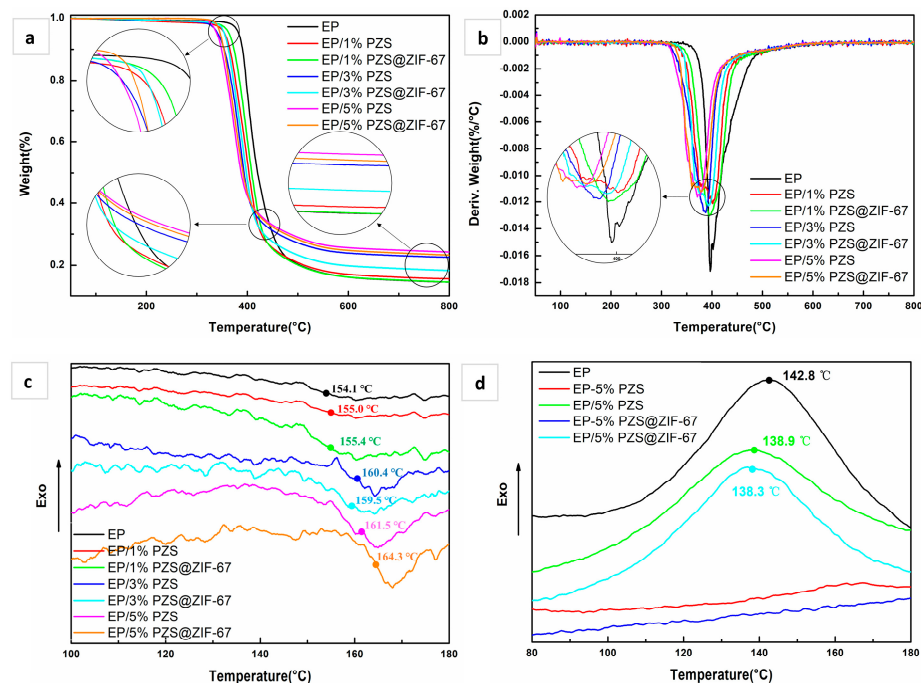 a
EP
EP/1% PZS
EP/1% PZS@ZIF-67
EP/3% PZS
EP/3% PZS@ZIF-67
EP/5% PZS
EP/5% PZS@ZIF-67
Weight(%)
1.0
0.8
0.6
0.4
0.2
200
400
600
800
Temperature(°C)
b
EP
EP/1% PZS
EP/1% PZS@ZIF-67
EP/3% PZS
EP/3% PZS@ZIF-67
EP/5% PZS
EP/5% PZS@ZIF-67
400
Deriv. Weight(%/°C)
-0.002
0.000
-0.002
-0.004
-0.006
-0.008
-0.010
-0.012
-0.014
-0.016
-0.018
100
200
300
400
500
600
700
800
Temperature(°C)
c
154.1 °C
155.0 °C
155.4 °C
160.4 °C
159.5 °C
161.5 °C
164.3 °C
EP
EP/1% PZS
EP/1% PZS@ZIF-67
EP/3% PZS
EP/3% PZS@ZIF-67
EP/5% PZS
EP/5% PZS@ZIF-67
Exo
100
120
140
160
180
Temperature(°C)
d
EP
EP-5% PZS
EP/5% PZS
EP-5% PZS@ZIF-67
EP/5% PZS@ZIF-67
142.8 ℃
138.9 ℃
138.3 ℃
Exo
80
100
120
140
160
180
Temperature(°C)